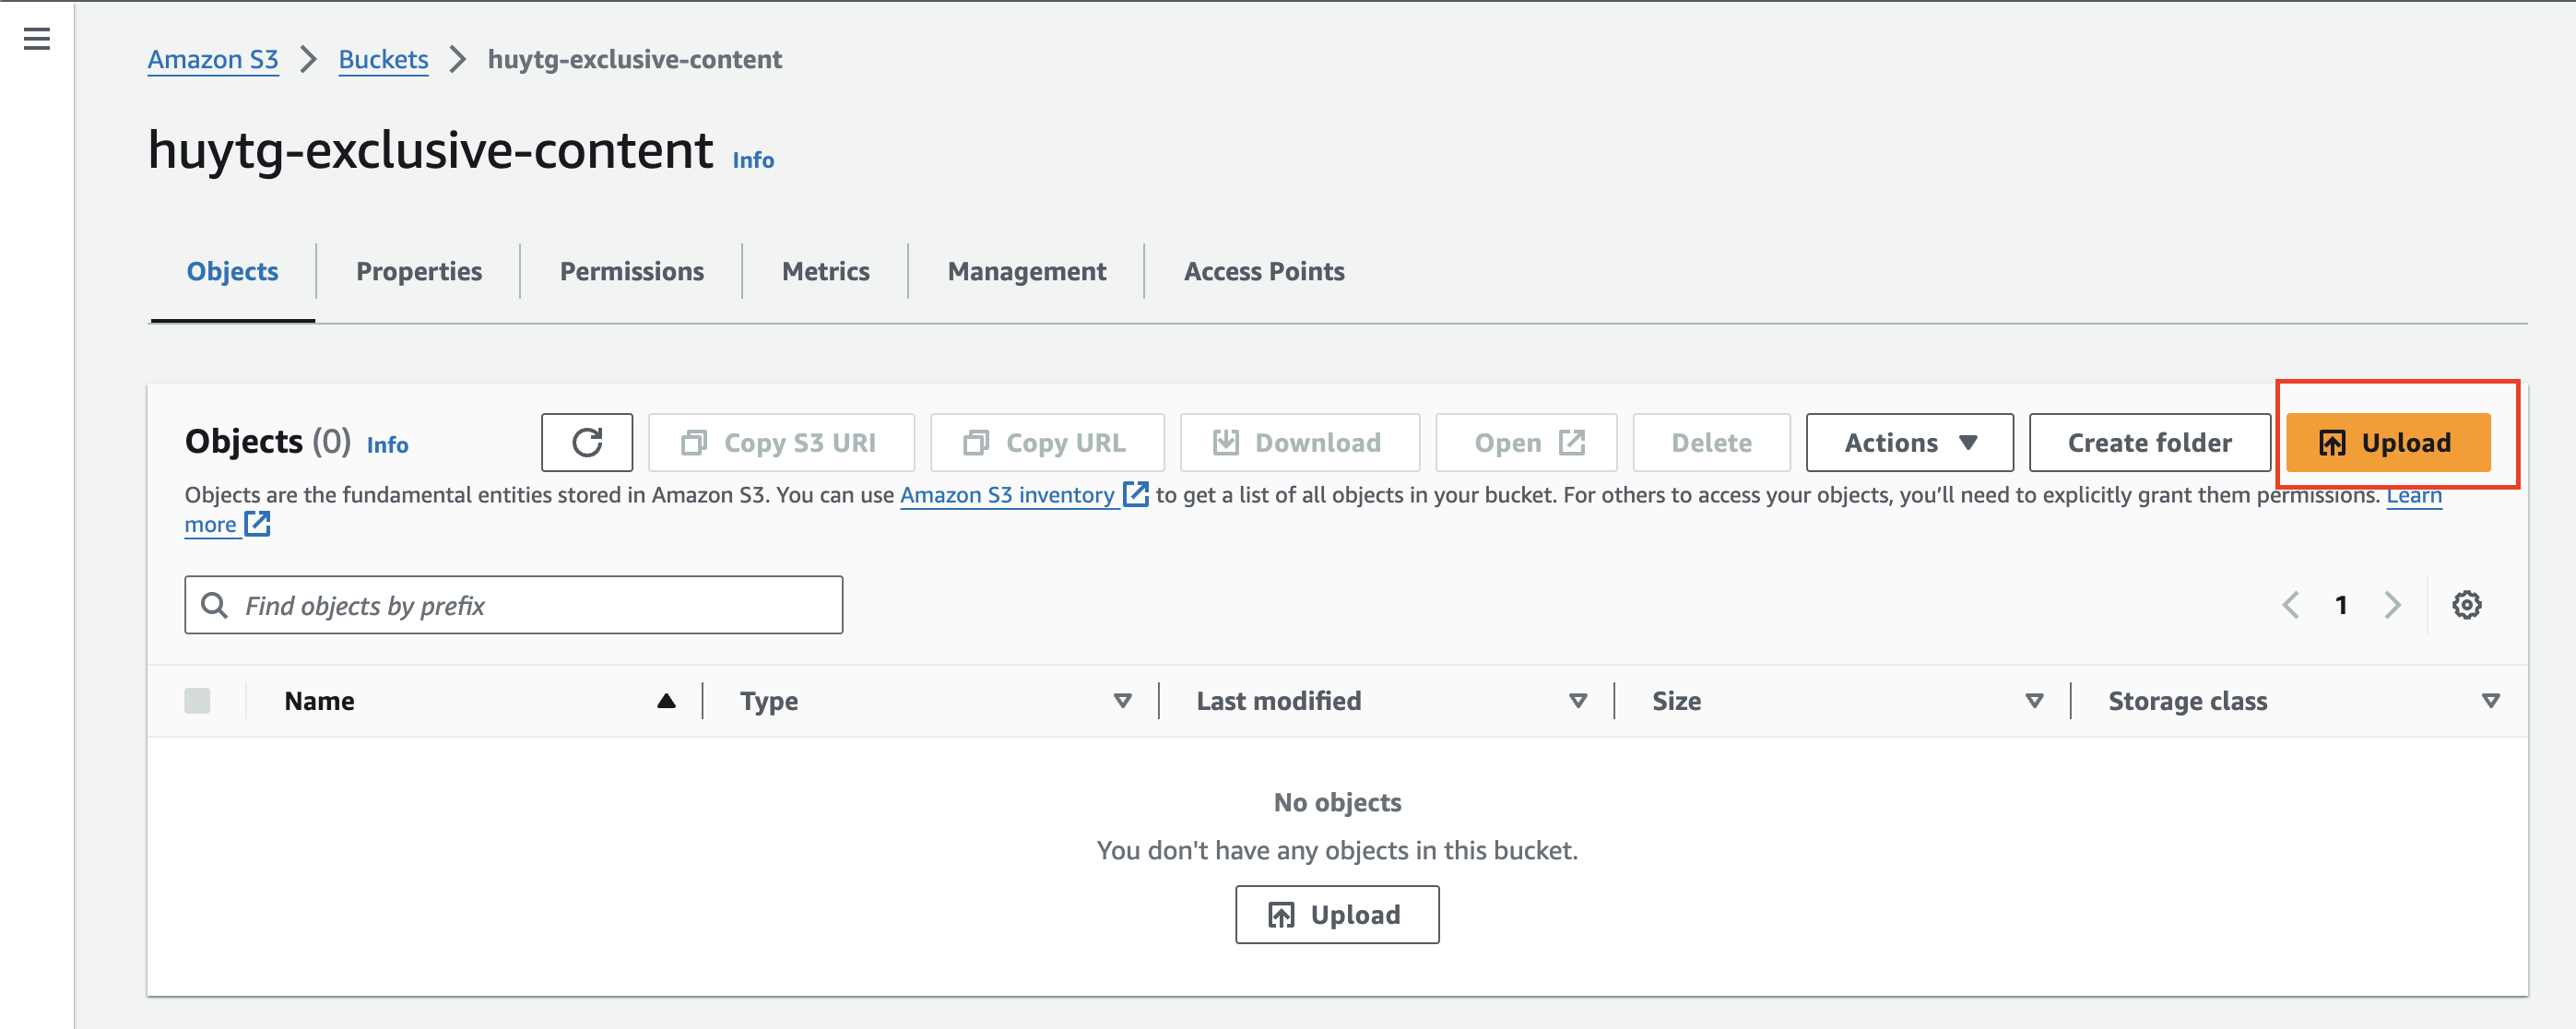 Amazon S3 > Buckets > huytg-exclusive-content
huytg-exclusive-content Info
Objects Properties Permissions Metrics Management Access Points
Objects (0) Info Copy S3 URI Copy URL Download Open Delete Actions Create folder Upload
Objects are the fundamental entities stored in Amazon S3. You can use Amazon S3 inventory to get a list of all objects in your bucket. For others to access your objects, you’ll need to explicitly grant them permissions. Learn
more
Find objects by prefix 1
Name Type Last modified Size Storage class
No objects
You don't have any objects in this bucket.
Upload